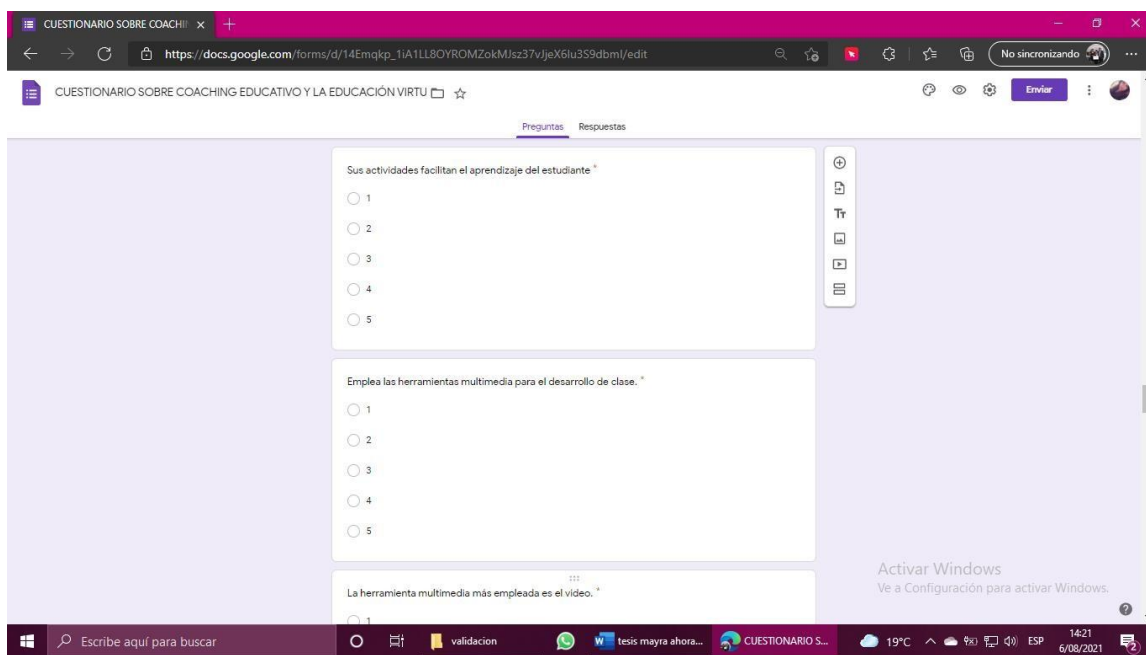 CUESTIONARIO SOBRE COACHI
https://docs.google.com/forms/d/14Emqkp_1iA1LL8OYROMZokMJsz37vJjeX6Iu3S9dbmI/edit
No sincronizando
CUESTIONARIO SOBRE COACHING EDUCATIVO Y LA EDUCACIÓN VIRTU
Enviar
Preguntas Respuestas
Sus actividades facilitan el aprendizaje del estudiante *
1
2
3
4
5
Emplea las herramientas multimedia para el desarrollo de clase. *
1
2
3
4
5
La herramienta multimedia más empleada es el video. *
1
Activar Windows
Ve a Configuración para activar Windows.
Escribe aquí para buscar
validacion
tesis mayra ahora...
CUESTIONARIO S...
19°C
ESP
14:21
6/08/2021